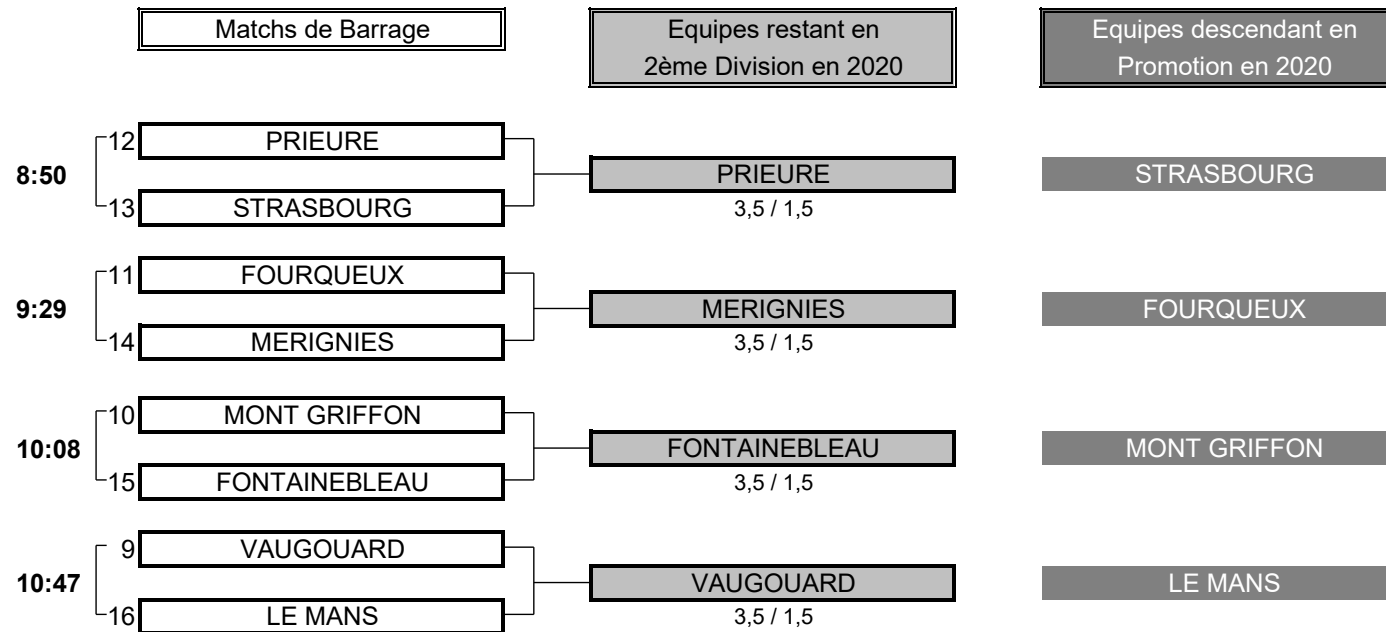 Matchs de Barrage
Equipes restant en
2ème Division en 2020
Equipes descendant en
Promotion en 2020
12 PRIEURE
8:50 PRIEURE STRASBOURG
13 STRASBOURG 3,5 / 1,5
11 FOURQUEUX
9:29 MERIGNIES FOURQUEUX
14 MERIGNIES 3,5 / 1,5
10 MONT GRIFFON
10:08 FONTAINEBLEAU MONT GRIFFON
15 FONTAINEBLEAU 3,5 / 1,5
9 VAUGOUARD
10:47 VAUGOUARD LE MANS
16 LE MANS 3,5 / 1,5